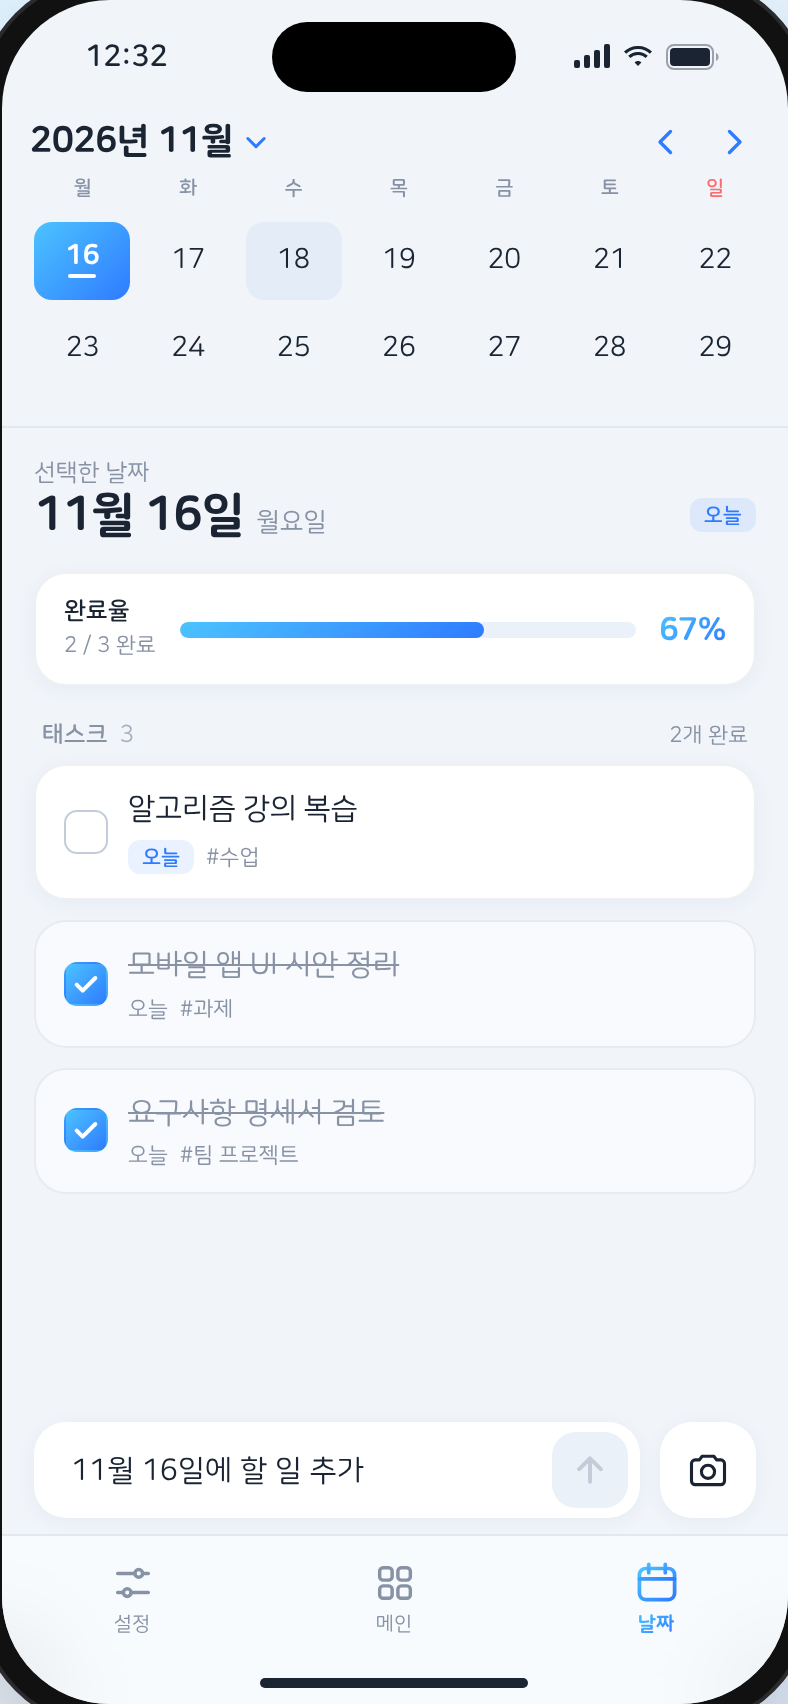 12:32
2026년 11월
월 화 수 목 금 토 일
16 17 18 19 20 21 22
23 24 25 26 27 28 29
선택한 날짜
11월 16일 월요일
오늘
완료율
2 / 3 완료
67%
태스크 3
2개 완료
알고리즘 강의 복습
오늘 #수업
모바일 앱 UI 시안 정리
오늘 #과제
요구사항 명세서 검토
오늘 #팀 프로젝트
11월 16일에 할 일 추가
설정 메인 날짜